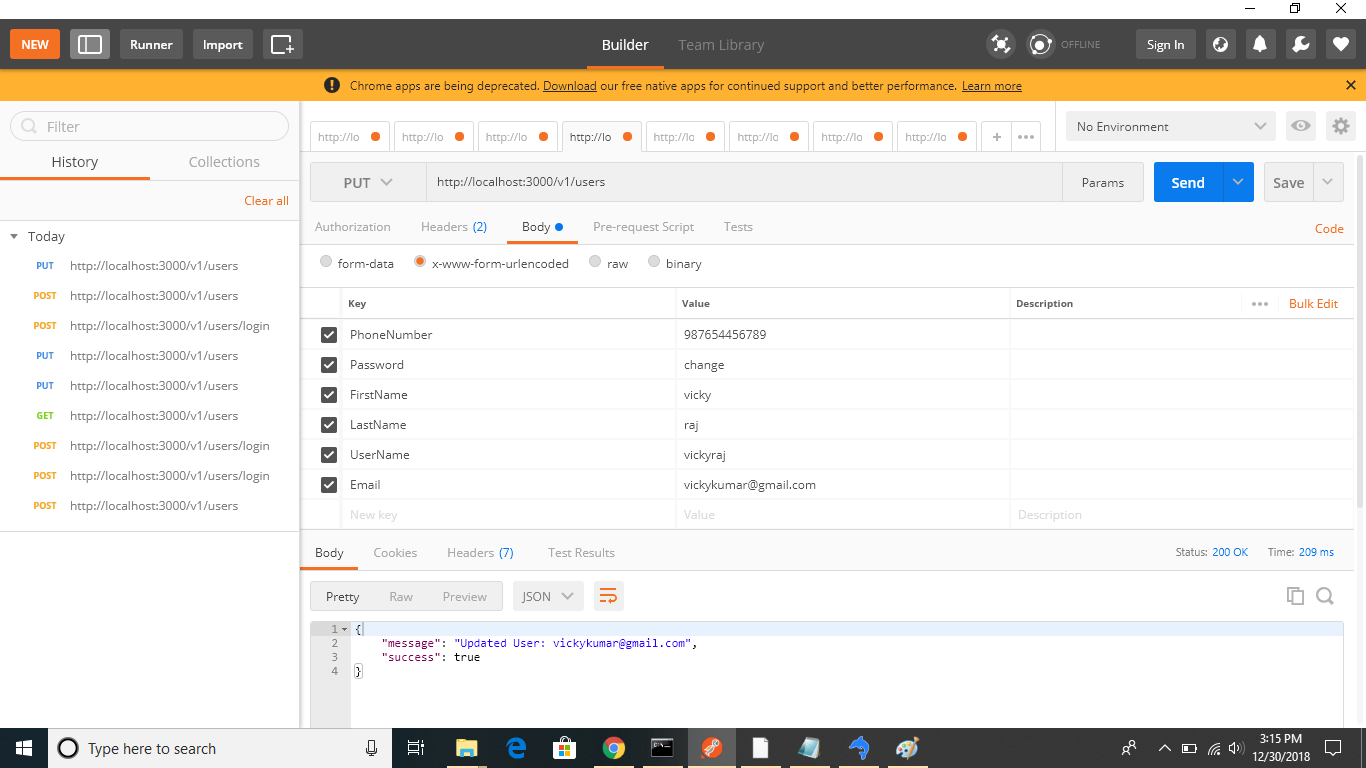 NEW Runner Import Builder Team Library OFFLINE Sign In
! Chrome apps are being deprecated. Download our free native apps for continued support and better performance. Learn more
Filter
History Collections
Clear all
Today
PUT http://localhost:3000/v1/users
POST http://localhost:3000/v1/users
POST http://localhost:3000/v1/users/login
PUT http://localhost:3000/v1/users
PUT http://localhost:3000/v1/users
GET http://localhost:3000/v1/users
POST http://localhost:3000/v1/users/login
POST http://localhost:3000/v1/users/login
POST http://localhost:3000/v1/users
http://lo http://lo http://lo http://lo http://lo http://lo http://lo http://lo + ••• No Environment
PUT http://localhost:3000/v1/users Params Send Save
Authorization Headers (2) Body Pre-request Script Tests Code
form-data x-www-form-urlencoded raw binary
Key Value Description ••• Bulk Edit
PhoneNumber 987654456789
Password change
FirstName vicky
LastName raj
UserName vickyraj
Email vickykumar@gmail.com
New key Value Description
Body Cookies Headers (7) Test Results Status: 200 OK Time: 209 ms
Pretty Raw Preview JSON
1 {
2 "message": "Updated User: vickykumar@gmail.com",
3 "success": true
4 }
Type here to search
3:15 PM
12/30/2018